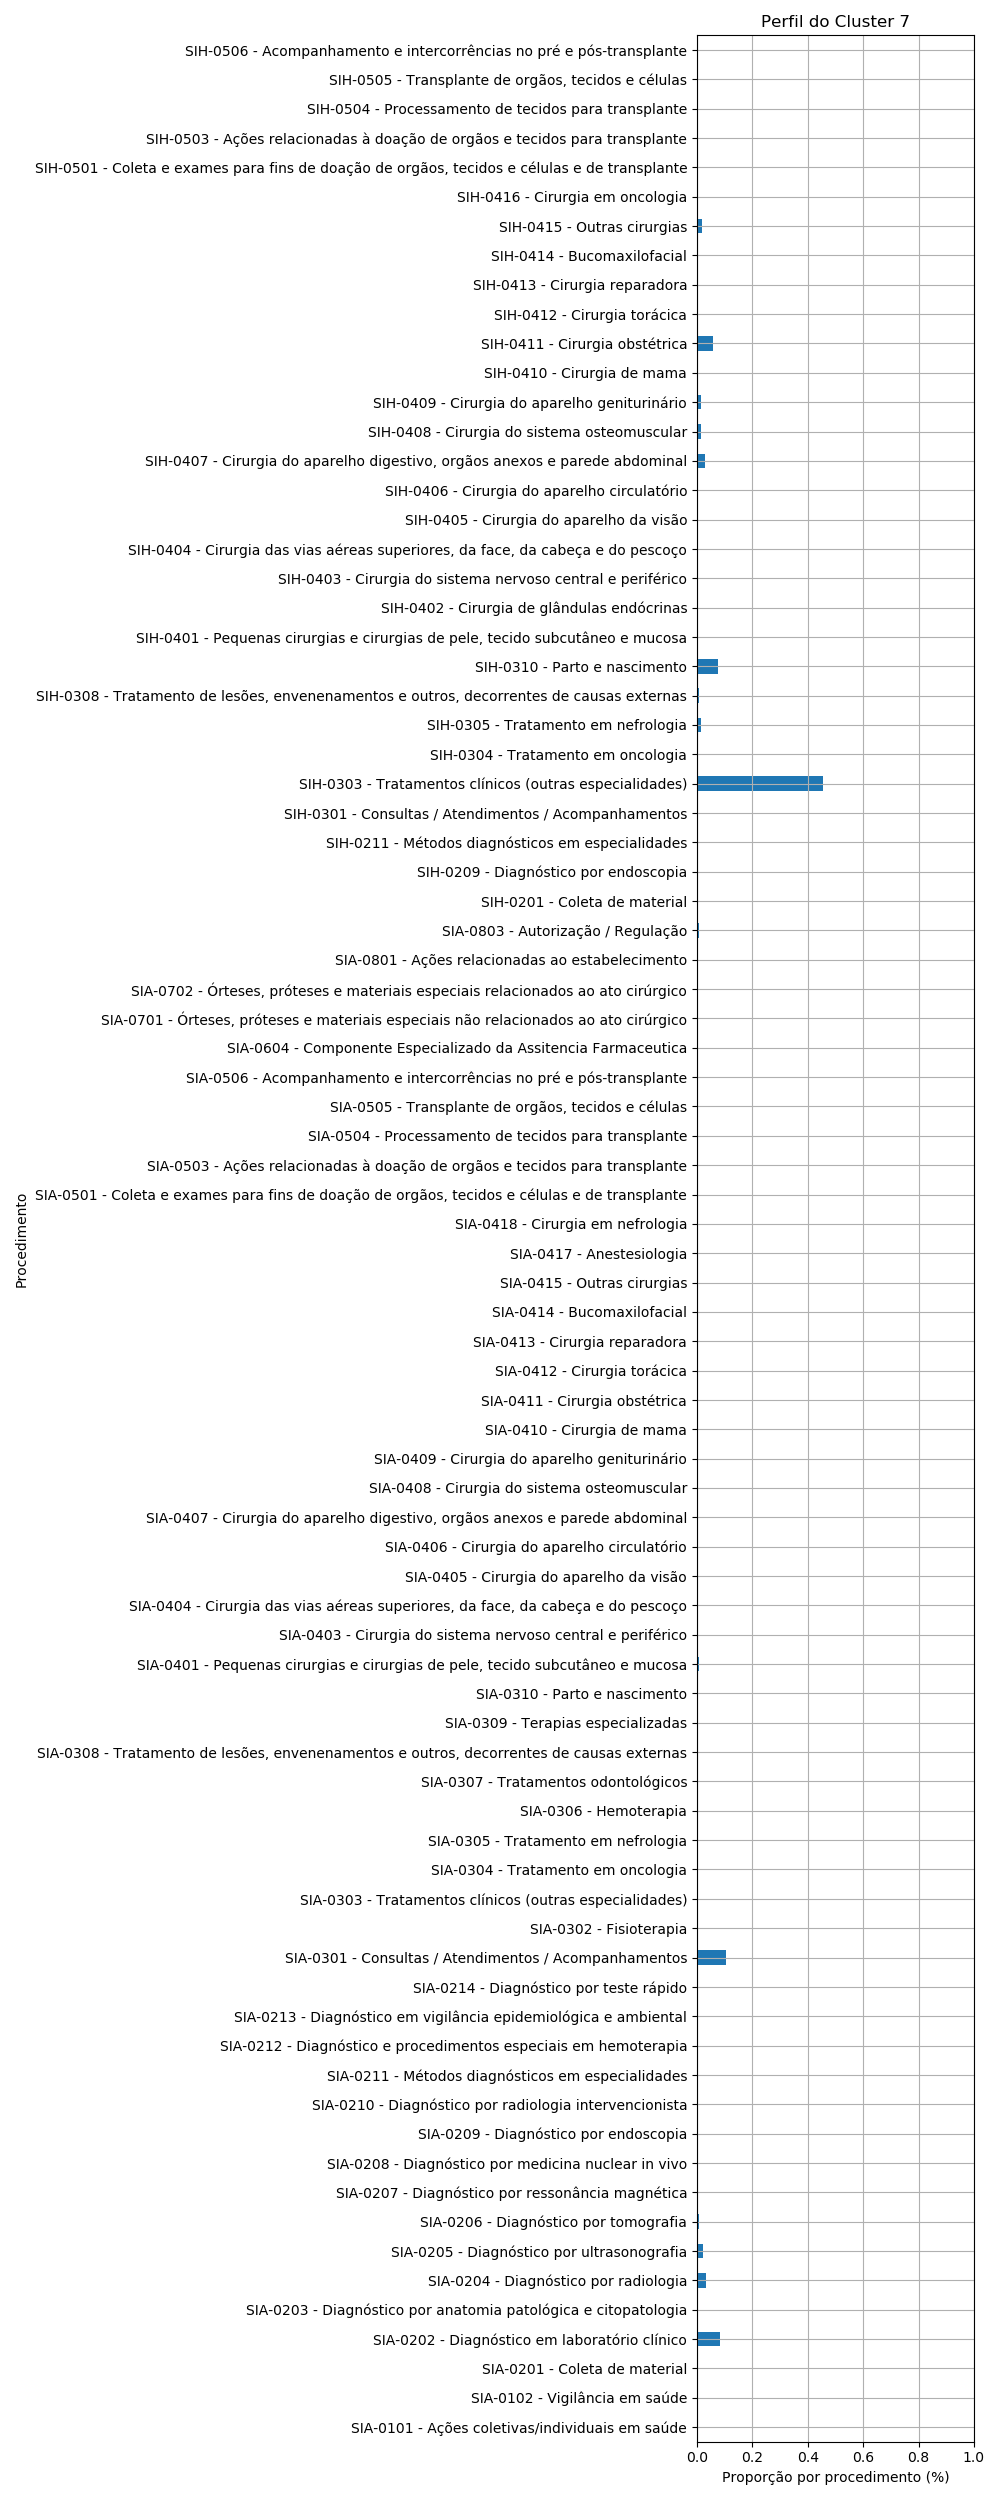 Perfil do Cluster 7
SIH-0506 - Acompanhamento e intercorrências no pré e pós-transplante
SIH-0505 - Transplante de orgãos, tecidos e células
SIH-0504 - Processamento de tecidos para transplante
SIH-0503 - Ações relacionadas à doação de orgãos e tecidos para transplante
SIH-0501 - Coleta e exames para fins de doação de orgãos, tecidos e células e de transplante
SIH-0416 - Cirurgia em oncologia
SIH-0415 - Outras cirurgias
SIH-0414 - Bucomaxilofacial
SIH-0413 - Cirurgia reparadora
SIH-0412 - Cirurgia torácica
SIH-0411 - Cirurgia obstétrica
SIH-0410 - Cirurgia de mama
SIH-0409 - Cirurgia do aparelho geniturinário
SIH-0408 - Cirurgia do sistema osteomuscular
SIH-0407 - Cirurgia do aparelho digestivo, orgãos anexos e parede abdominal
SIH-0406 - Cirurgia do aparelho circulatório
SIH-0405 - Cirurgia do aparelho da visão
SIH-0404 - Cirurgia das vias aéreas superiores, da face, da cabeça e do pescoço
SIH-0403 - Cirurgia do sistema nervoso central e periférico
SIH-0402 - Cirurgia de glândulas endócrinas
SIH-0401 - Pequenas cirurgias e cirurgias de pele, tecido subcutâneo e mucosa
SIH-0310 - Parto e nascimento
SIH-0308 - Tratamento de lesões, envenenamentos e outros, decorrentes de causas externas
SIH-0305 - Tratamento em nefrologia
SIH-0304 - Tratamento em oncologia
SIH-0303 - Tratamentos clínicos (outras especialidades)
SIH-0301 - Consultas / Atendimentos / Acompanhamentos
SIH-0211 - Métodos diagnósticos em especialidades
SIH-0209 - Diagnóstico por endoscopia
SIH-0201 - Coleta de material
SIA-0803 - Autorização / Regulação
SIA-0801 - Ações relacionadas ao estabelecimento
SIA-0702 - Órteses, próteses e materiais especiais relacionados ao ato cirúrgico
SIA-0701 - Órteses, próteses e materiais especiais não relacionados ao ato cirúrgico
SIA-0604 - Componente Especializado da Assitencia Farmaceutica
SIA-0506 - Acompanhamento e intercorrências no pré e pós-transplante
SIA-0505 - Transplante de orgãos, tecidos e células
SIA-0504 - Processamento de tecidos para transplante
SIA-0503 - Ações relacionadas à doação de orgãos e tecidos para transplante
SIA-0501 - Coleta e exames para fins de doação de orgãos, tecidos e células e de transplante
SIA-0418 - Cirurgia em nefrologia
SIA-0417 - Anestesiologia
SIA-0415 - Outras cirurgias
SIA-0414 - Bucomaxilofacial
SIA-0413 - Cirurgia reparadora
SIA-0412 - Cirurgia torácica
SIA-0411 - Cirurgia obstétrica
SIA-0410 - Cirurgia de mama
SIA-0409 - Cirurgia do aparelho geniturinário
SIA-0408 - Cirurgia do sistema osteomuscular
SIA-0407 - Cirurgia do aparelho digestivo, orgãos anexos e parede abdominal
SIA-0406 - Cirurgia do aparelho circulatório
SIA-0405 - Cirurgia do aparelho da visão
SIA-0404 - Cirurgia das vias aéreas superiores, da face, da cabeça e do pescoço
SIA-0403 - Cirurgia do sistema nervoso central e periférico
SIA-0401 - Pequenas cirurgias e cirurgias de pele, tecido subcutâneo e mucosa
SIA-0310 - Parto e nascimento
SIA-0309 - Terapias especializadas
SIA-0308 - Tratamento de lesões, envenenamentos e outros, decorrentes de causas externas
SIA-0307 - Tratamentos odontológicos
SIA-0306 - Hemoterapia
SIA-0305 - Tratamento em nefrologia
SIA-0304 - Tratamento em oncologia
SIA-0303 - Tratamentos clínicos (outras especialidades)
SIA-0302 - Fisioterapia
SIA-0301 - Consultas / Atendimentos / Acompanhamentos
SIA-0214 - Diagnóstico por teste rápido
SIA-0213 - Diagnóstico em vigilância epidemiológica e ambiental
SIA-0212 - Diagnóstico e procedimentos especiais em hemoterapia
SIA-0211 - Métodos diagnósticos em especialidades
SIA-0210 - Diagnóstico por radiologia intervencionista
SIA-0209 - Diagnóstico por endoscopia
SIA-0208 - Diagnóstico por medicina nuclear in vivo
SIA-0207 - Diagnóstico por ressonância magnética
SIA-0206 - Diagnóstico por tomografia
SIA-0205 - Diagnóstico por ultrasonografia
SIA-0204 - Diagnóstico por radiologia
SIA-0203 - Diagnóstico por anatomia patológica e citopatologia
SIA-0202 - Diagnóstico em laboratório clínico
SIA-0201 - Coleta de material
SIA-0102 - Vigilância em saúde
SIA-0101 - Ações coletivas/individuais em saúde
Procedimento
0.0 0.2 0.4 0.6 0.8 1.0
Proporção por procedimento (%)